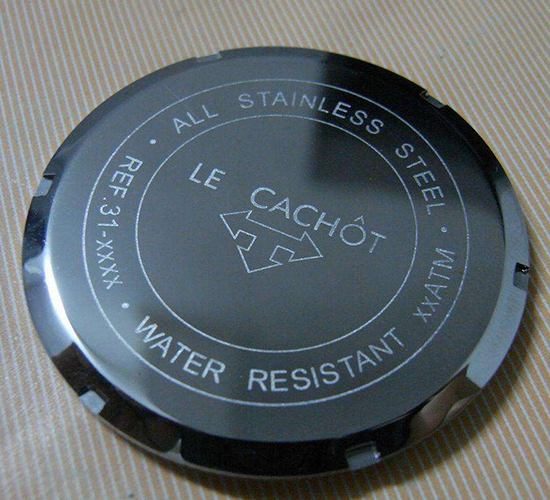 LE CACHÔT
ALL STAINLESS STEEL
• xxATM •
WATER RESISTANT
• REF.31-xxxx •